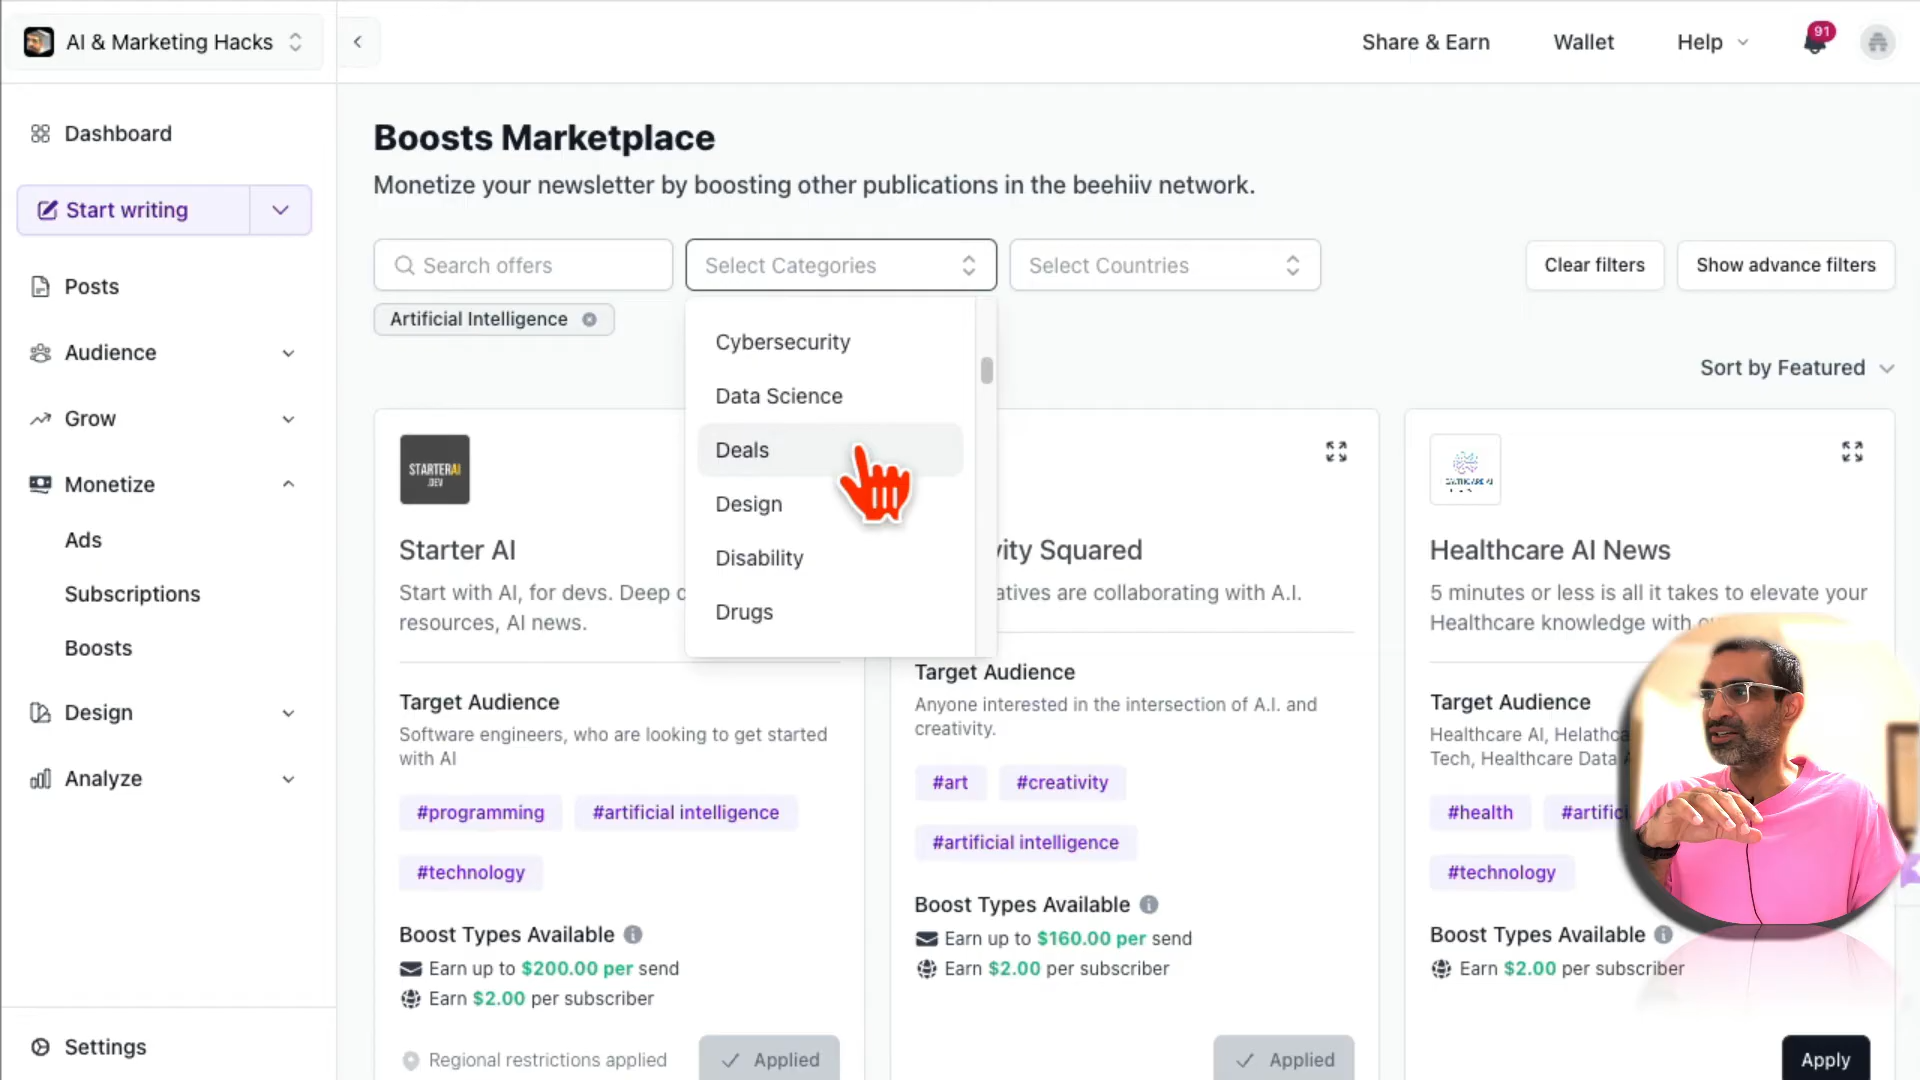 AI & Marketing Hacks
Share & Earn
Wallet
Help
91
Dashboard
Start writing
Posts
Audience
Grow
Monetize
Ads
Subscriptions
Boosts
Design
Analyze
Settings
Boosts Marketplace
Monetize your newsletter by boosting other publications in the beehiiv network.
Search offers
Select Categories
Select Countries
Clear filters
Show advance filters
Artificial Intelligence
Sort by Featured
Cybersecurity
Data Science
Deals
Design
Disability
Drugs
STARTERAI
.DEV
Starter AI
Start with AI, for devs. Deep
resources, AI news.
Target Audience
Software engineers, who are looking to get started
with AI
#programming
#artificial intelligence
#technology
Boost Types Available
Earn up to $200.00 per send
Earn $2.00 per subscriber
Regional restrictions applied
Applied
Squared
are collaborating with A.I.
Target Audience
Anyone interested in the intersection of A.I. and
creativity.
#art
#creativity
#artificial intelligence
Boost Types Available
Earn up to $160.00 per send
Earn $2.00 per subscriber
Applied
Healthcare AI News
5 minutes or less is all it takes to elevate your
Healthcare knowledge with
Target Audience
Healthcare AI,
Tech, Healthcare Data
#health
#technology
Boost Types Available
Earn $2.00 per subscriber
Apply